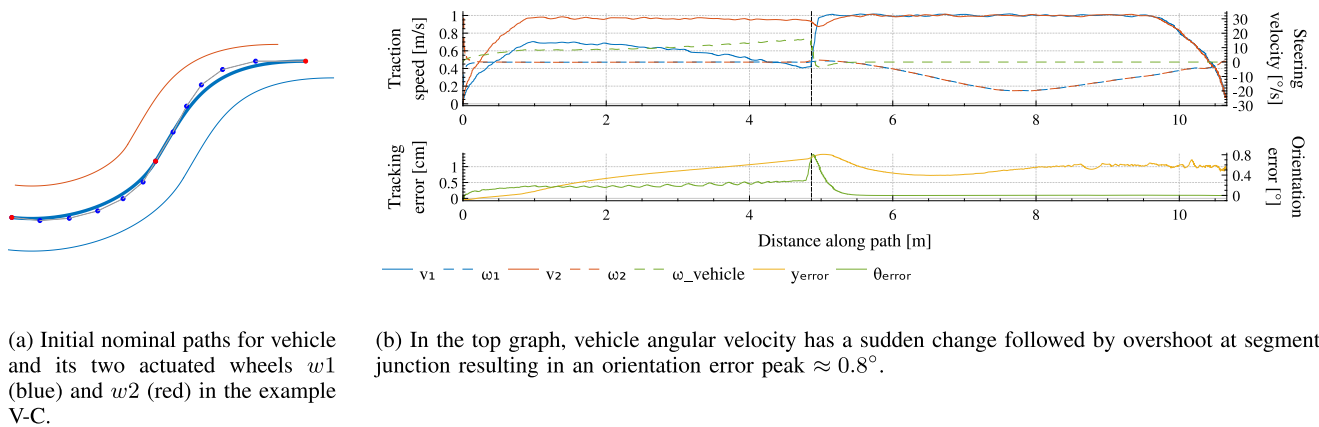 Traction
speed [m/s]
1
0.8
0.6
0.4
0.2
0
30
20
10
0
-10
-20
-30
Steering
velocity [°/s]
0
2
4
6
8
10
Tracking
error [cm]
1
0.5
0
0.8
0.4
0
Orientation
error [°]
0
2
4
6
8
10
Distance along path [m]
v₁ ω₁ v₂ ω₂ ω_vehicle yₑᵣᵣₒᵣ θₑᵣᵣₒᵣ
(a) Initial nominal paths for vehicle
and its two actuated wheels w1
(blue) and w2 (red) in the example
V-C.
(b) In the top graph, vehicle angular velocity has a sudden change followed by overshoot at segment
junction resulting in an orientation error peak ≈ 0.8°.